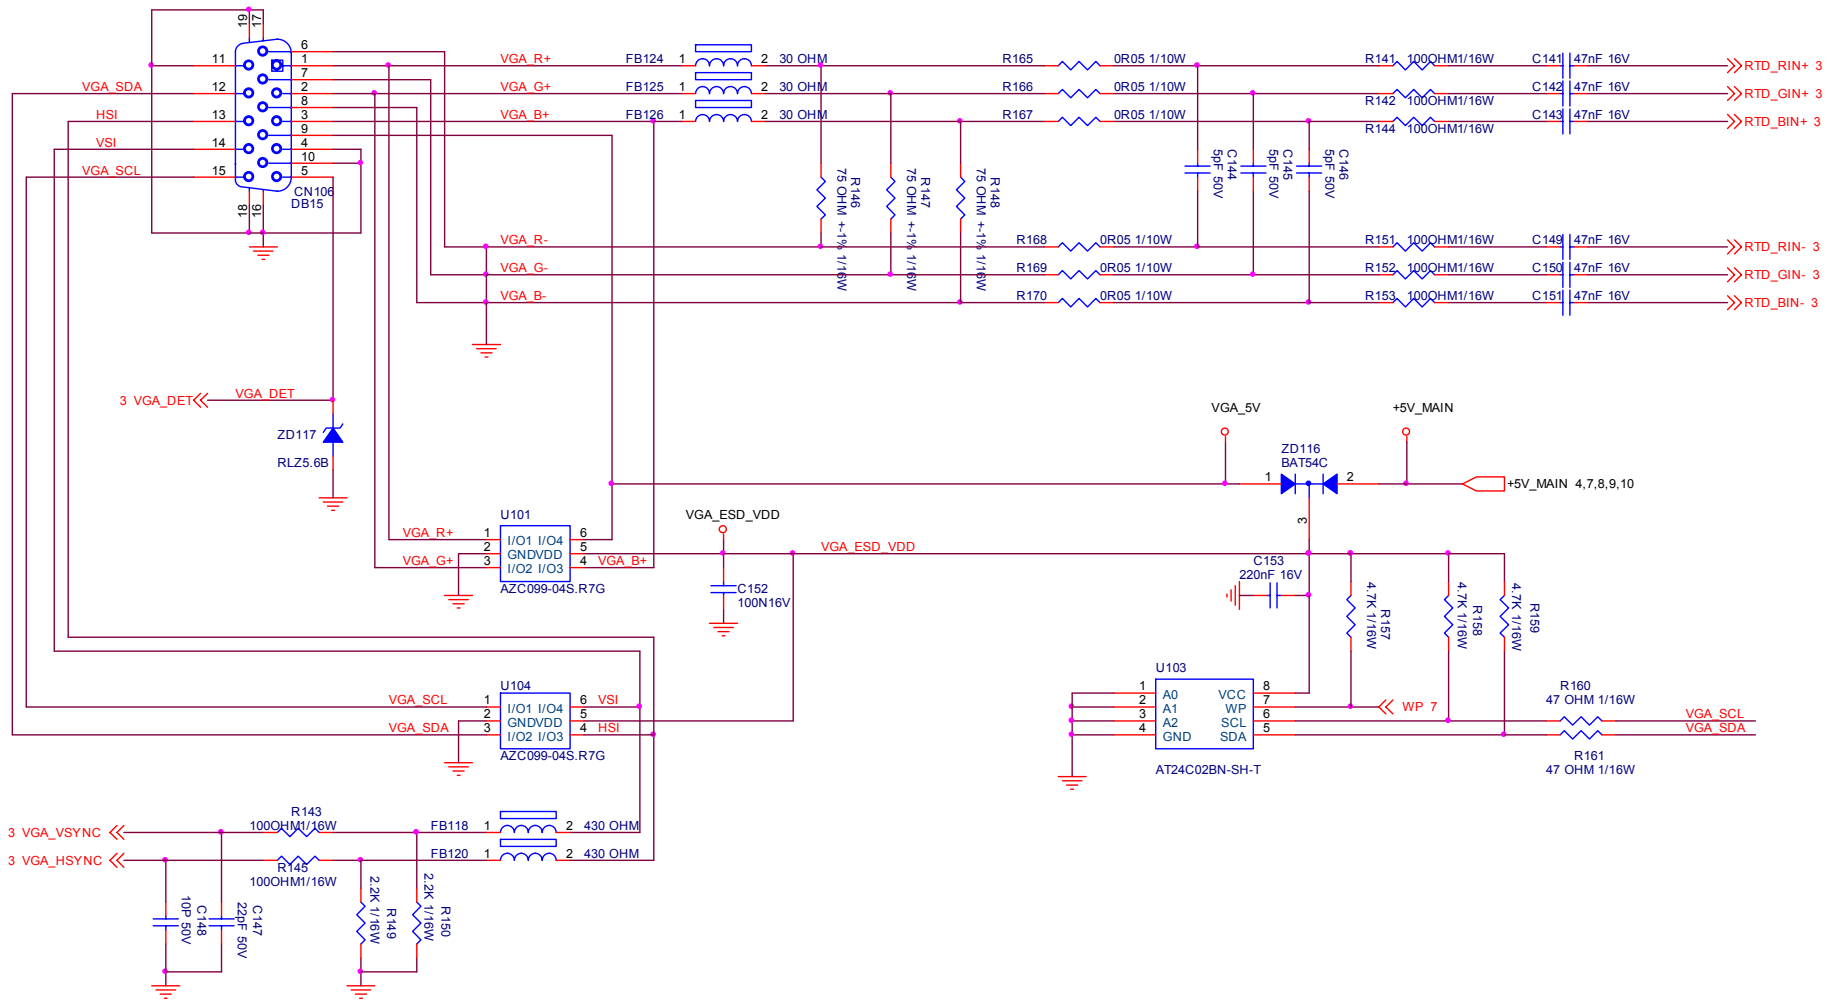 19
17
6
11
1
7
VGA_SDA
12
2
8
HSI
13
3
9
VSI
14
4
10
VGA_SCL
15
5
CN106
DB15
18
16
VGA_R+
FB124
1
2
30 OHM
VGA_G+
FB125
1
2
30 OHM
VGA_B+
FB126
1
2
30 OHM
R165
0R05 1/10W
R166
0R05 1/10W
R167
0R05 1/10W
R141
100OHM1/16W
C141
47nF 16V
RTD_RIN+ 3
R142
100OHM1/16W
C142
47nF 16V
RTD_GIN+ 3
R144
100OHM1/16W
C143
47nF 16V
RTD_BIN+ 3
R146
75 OHM +-1% 1/16W
R147
75 OHM +-1% 1/16W
R148
75 OHM +-1% 1/16W
C144
5pF 50V
C145
5pF 50V
C146
5pF 50V
VGA_R-
R168
0R05 1/10W
R151
100OHM1/16W
C149
47nF 16V
RTD_RIN- 3
VGA_G-
R169
0R05 1/10W
R152
100OHM1/16W
C150
47nF 16V
RTD_GIN- 3
VGA_B-
R170
0R05 1/10W
R153
100OHM1/16W
C151
47nF 16V
RTD_BIN- 3
3 VGA_DET
VGA_DET
ZD117
RLZ5.6B
VGA_5V
+5V_MAIN
ZD116
BAT54C
1
2
3
+5V_MAIN 4,7,8,9,10
U101
VGA_R+
1
I/O1 I/O4
6
2
GNDVDD
5
VGA_G+
3
I/O2 I/O3
4
VGA_B+
AZC099-04S.R7G
VGA_ESD_VDD
VGA_ESD_VDD
C152
100N16V
C153
220nF 16V
R157
4.7K 1/16W
R158
4.7K 1/16W
R159
4.7K 1/16W
U104
VGA_SCL
1
I/O1 I/O4
6
VSI
2
GNDVDD
5
VGA_SDA
3
I/O2 I/O3
4
HSI
AZC099-04S.R7G
U103
1
A0
VCC
8
2
A1
WP
7
WP 7
3
A2
SCL
6
4
GND
SDA
5
AT24C02BN-SH-T
R160
47 OHM 1/16W
VGA_SCL
VGA_SDA
R161
47 OHM 1/16W
3 VGA_VSYNC
R143
100OHM1/16W
FB118
1
2
430 OHM
3 VGA_HSYNC
R145
100OHM1/16W
FB120
1
2
430 OHM
C148
10P 50V
C147
22pF 50V
R149
2.2K 1/16W
R150
2.2K 1/16W